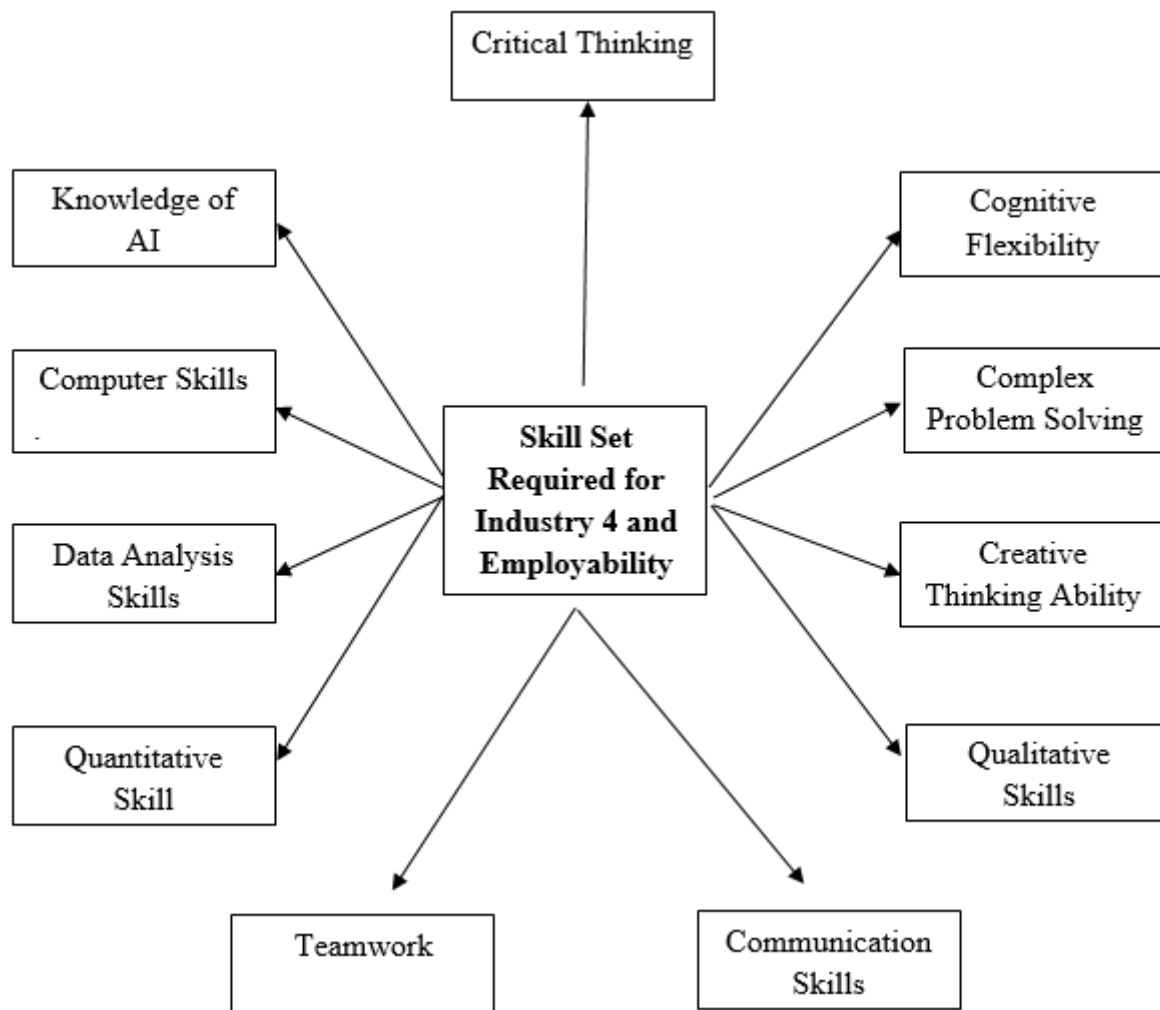 Critical Thinking
Knowledge of
AI
Cognitive
Flexibility
Computer Skills
.
Complex
Problem Solving
Skill Set
Required for
Industry 4 and
Employability
Data Analysis
Skills
Creative
Thinking Ability
Quantitative
Skill
Qualitative
Skills
Teamwork
Communication
Skills